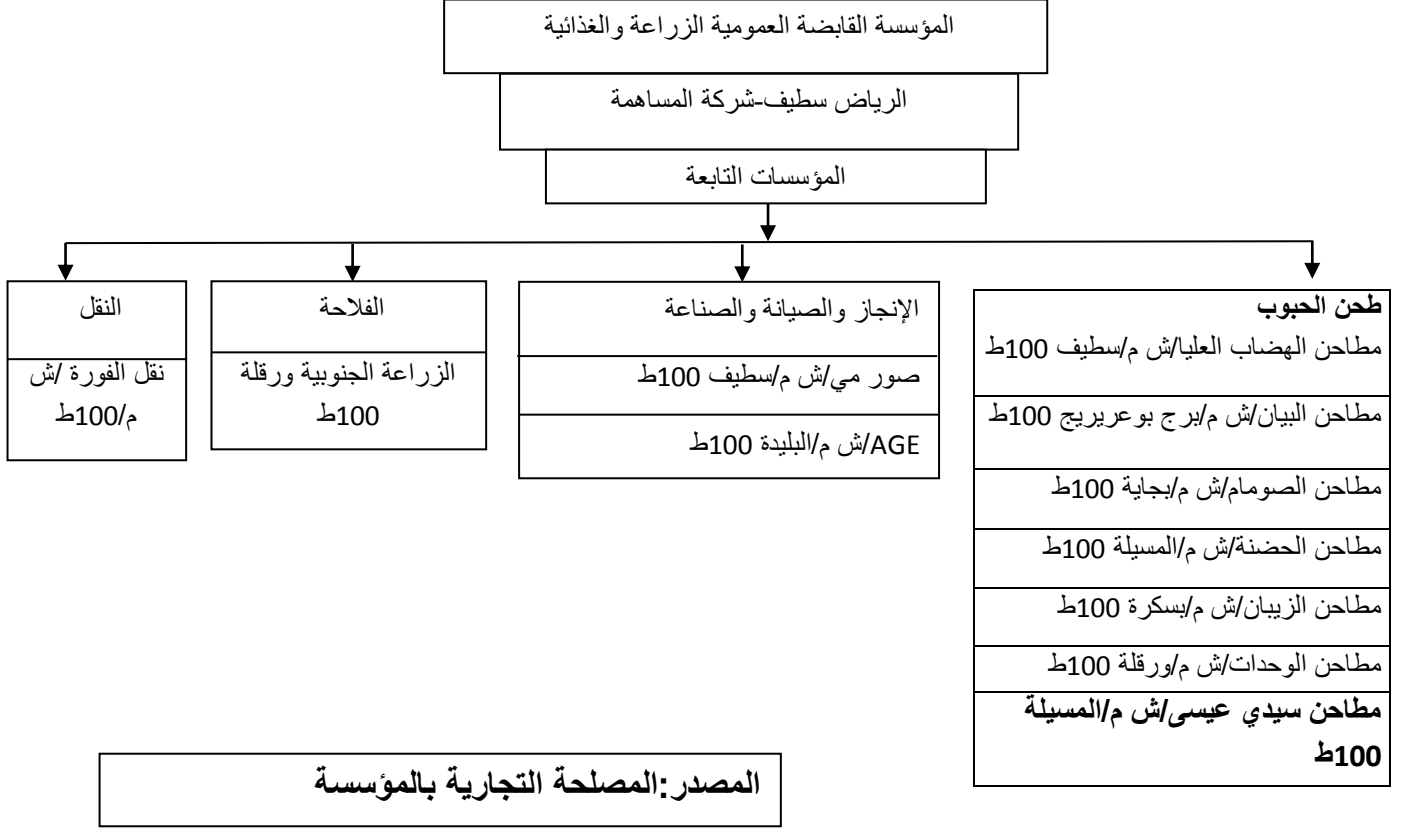 المؤسسة القابضة العمومية الزراعة والغذائية
الرياض سطيف-شركة المساهمة
المؤسسات التابعة
طحن الحبوب
مطاحن الهضاب العليا/ش م/سطيف 100ط
مطاحن البيان/ش م/برج بوعريريج 100ط
مطاحن الصومام/ش م/بجاية 100ط
مطاحن الحضنة/ش م/المسيلة 100ط
مطاحن الزيبان/ش م/بسكرة 100ط
مطاحن الوحدات/ش م/ورقلة 100ط
مطاحن سيدي عيسى/ش م/المسيلة
100ط
الإنجاز والصيانة والصناعة
صور مي/ش م/سطيف 100ط
AGE/ش م/البليدة 100ط
الفلاحة
الزراعة الجنوبية ورقلة
100ط
النقل
نقل الفورة /ش
م/100ط
المصدر:المصلحة التجارية بالمؤسسة